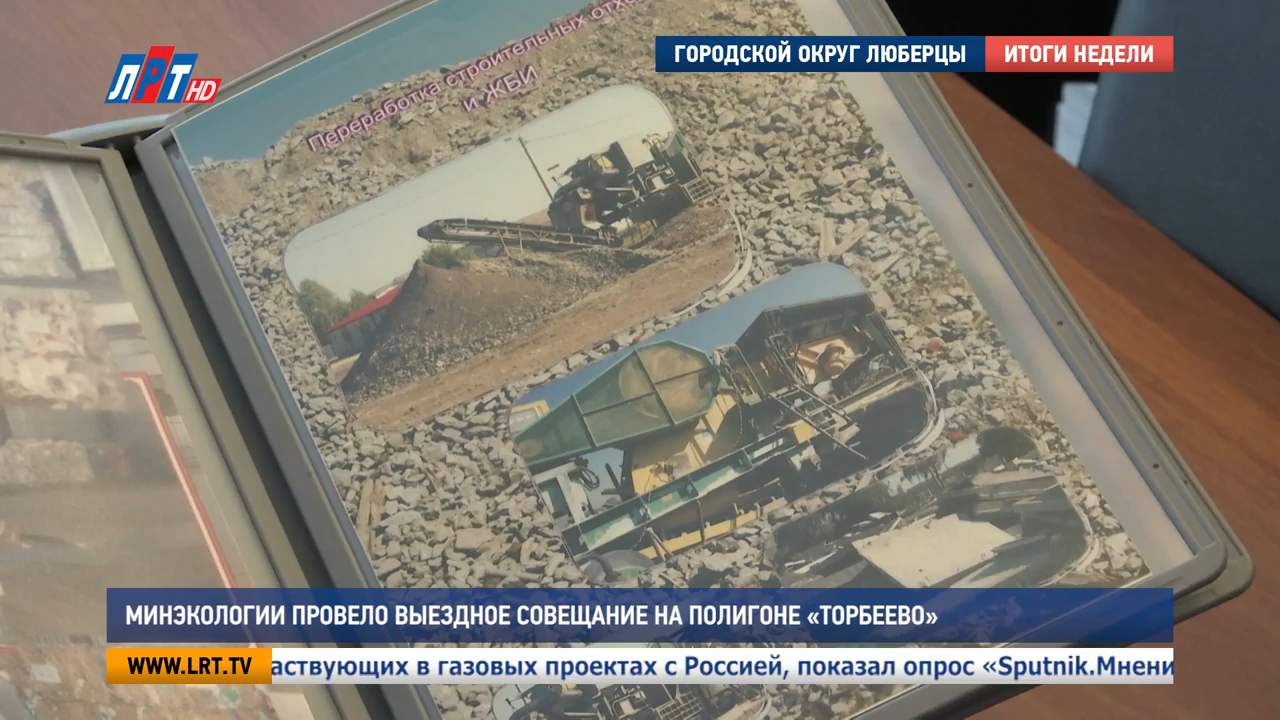 ЛРТ HD
ГОРОДСКОЙ ОКРУГ ЛЮБЕРЦЫ
ИТОГИ НЕДЕЛИ
Переработка строительных
и ЖБИ
МИНЭКОЛОГИИ ПРОВЕЛО ВЫЕЗДНОЕ СОВЕЩАНИЕ НА ПОЛИГОНЕ «ТОРБЕЕВО»
WWW.LRT.TV
аствующих в газовых проектах с Россией, показал опрос «Sputnik.Мнени